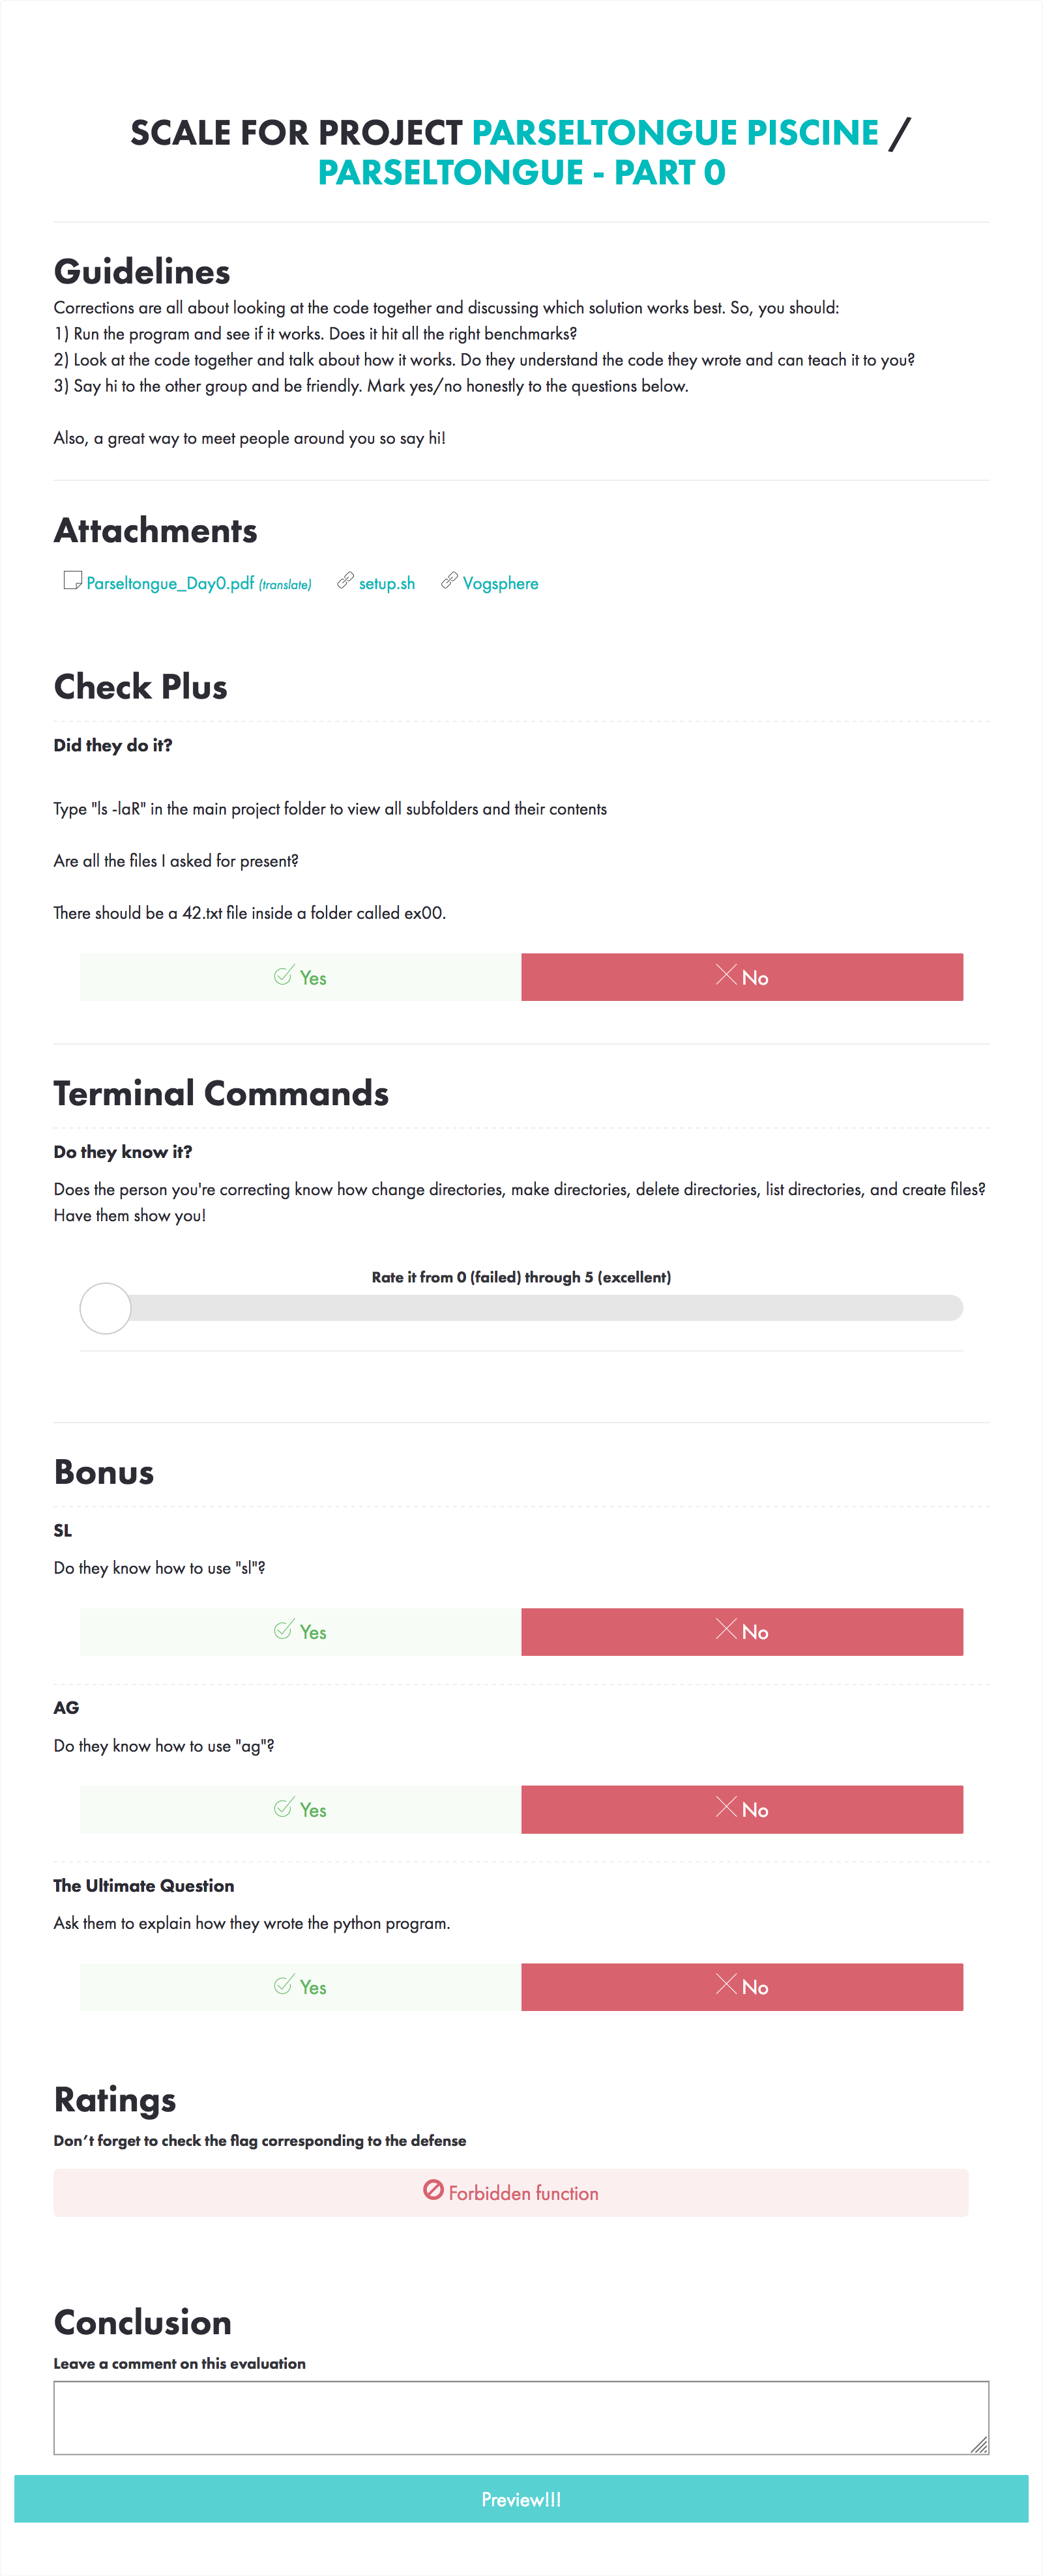 SCALE FOR PROJECT PARSELTONGUE PISCINE /
PARSELTONGUE - PART 0
Guidelines
Corrections are all about looking at the code together and discussing which solution works best. So, you should:
1) Run the program and see if it works. Does it hit all the right benchmarks?
2) Look at the code together and talk about how it works. Do they understand the code they wrote and can teach it to you?
3) Say hi to the other group and be friendly. Mark yes/no honestly to the questions below.
Also, a great way to meet people around you so say hi!
Attachments
Parseltongue_Day0.pdf (translate) setup.sh Vogsphere
Check Plus
Did they do it?
Type "ls -laR" in the main project folder to view all subfolders and their contents
Are all the files I asked for present?
There should be a 42.txt file inside a folder called ex00.
Yes No
Terminal Commands
Do they know it?
Does the person you're correcting know how change directories, make directories, delete directories, list directories, and create files?
Have them show you!
Rate it from 0 (failed) through 5 (excellent)
Bonus
SL
Do they know how to use "sl"?
Yes No
AG
Do they know how to use "ag"?
Yes No
The Ultimate Question
Ask them to explain how they wrote the python program.
Yes No
Ratings
Don't forget to check the flag corresponding to the defense
Forbidden function
Conclusion
Leave a comment on this evaluation
Preview!!!